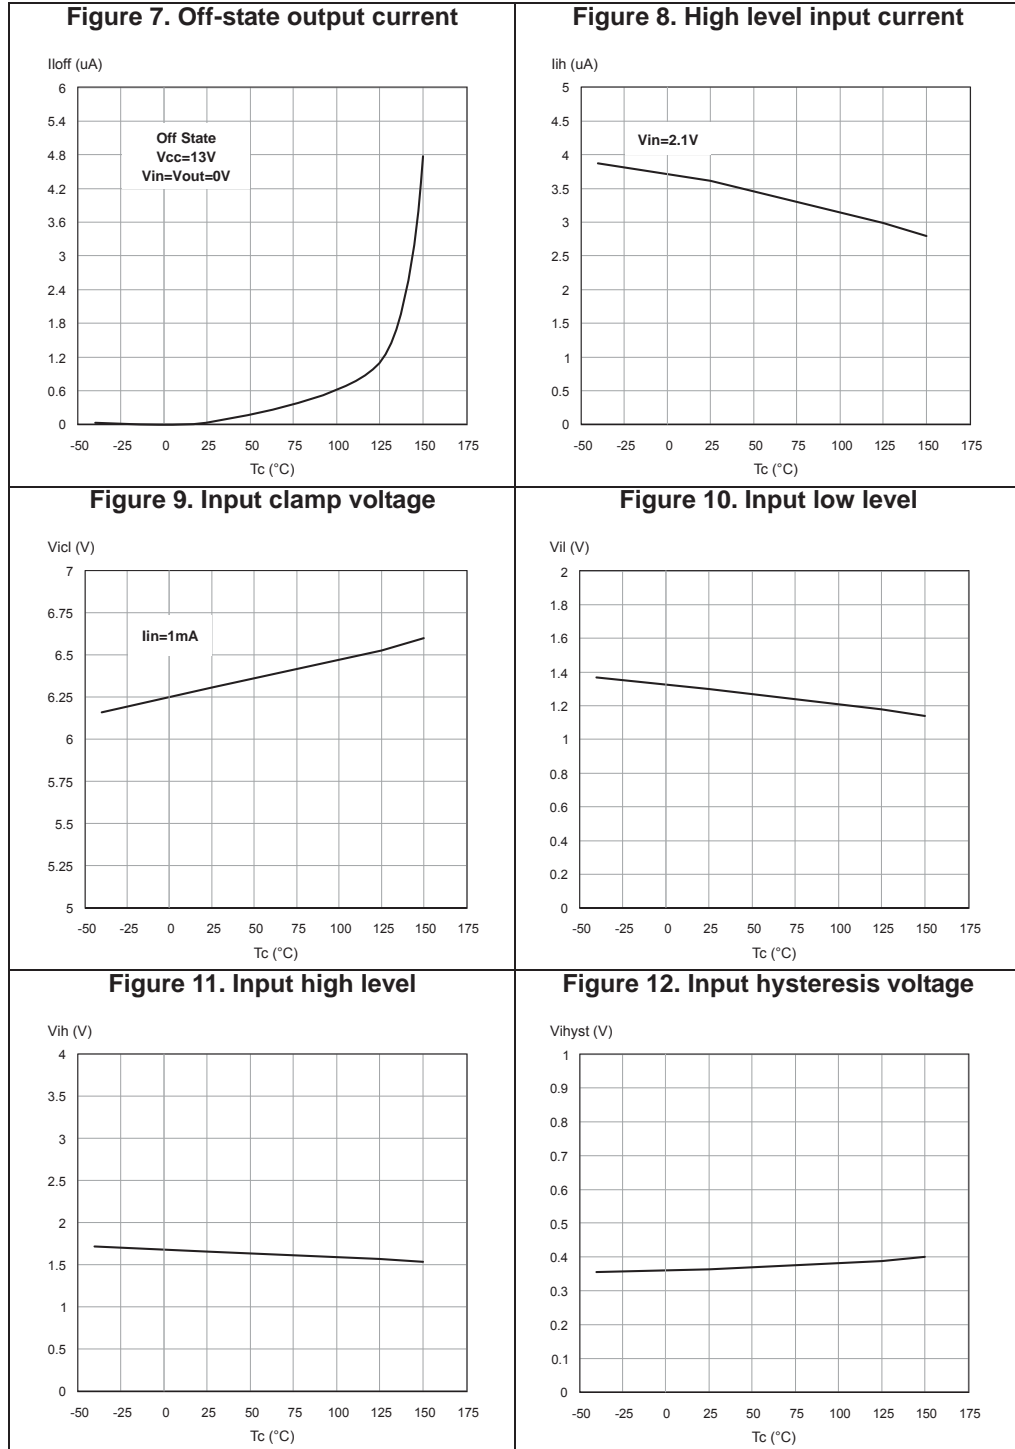 Figure 7. Off-state output current
Iloff (uA)
6
5.4
4.8
4.2
3.6
3
2.4
1.8
1.2
0.6
0
Off State
Vcc=13V
Vin=Vout=0V
-50 -25 0 25 50 75 100 125 150 175
Tc (°C)
Figure 8. High level input current
Iih (uA)
5
4.5
4
3.5
3
2.5
2
1.5
1
0.5
0
Vin=2.1V
-50 -25 0 25 50 75 100 125 150 175
Tc (°C)
Figure 9. Input clamp voltage
Vicl (V)
7
6.75
6.5
6.25
6
5.75
5.5
5.25
5
Iin=1mA
-50 -25 0 25 50 75 100 125 150 175
Tc (°C)
Figure 10. Input low level
Vil (V)
2
1.8
1.6
1.4
1.2
1
0.8
0.6
0.4
0.2
0
-50 -25 0 25 50 75 100 125 150 175
Tc (°C)
Figure 11. Input high level
Vih (V)
4
3.5
3
2.5
2
1.5
1
0.5
0
-50 -25 0 25 50 75 100 125 150 175
Tc (°C)
Figure 12. Input hysteresis voltage
Vihyst (V)
1
0.9
0.8
0.7
0.6
0.5
0.4
0.3
0.2
0.1
0
-50 -25 0 25 50 75 100 125 150 175
Tc (°C)